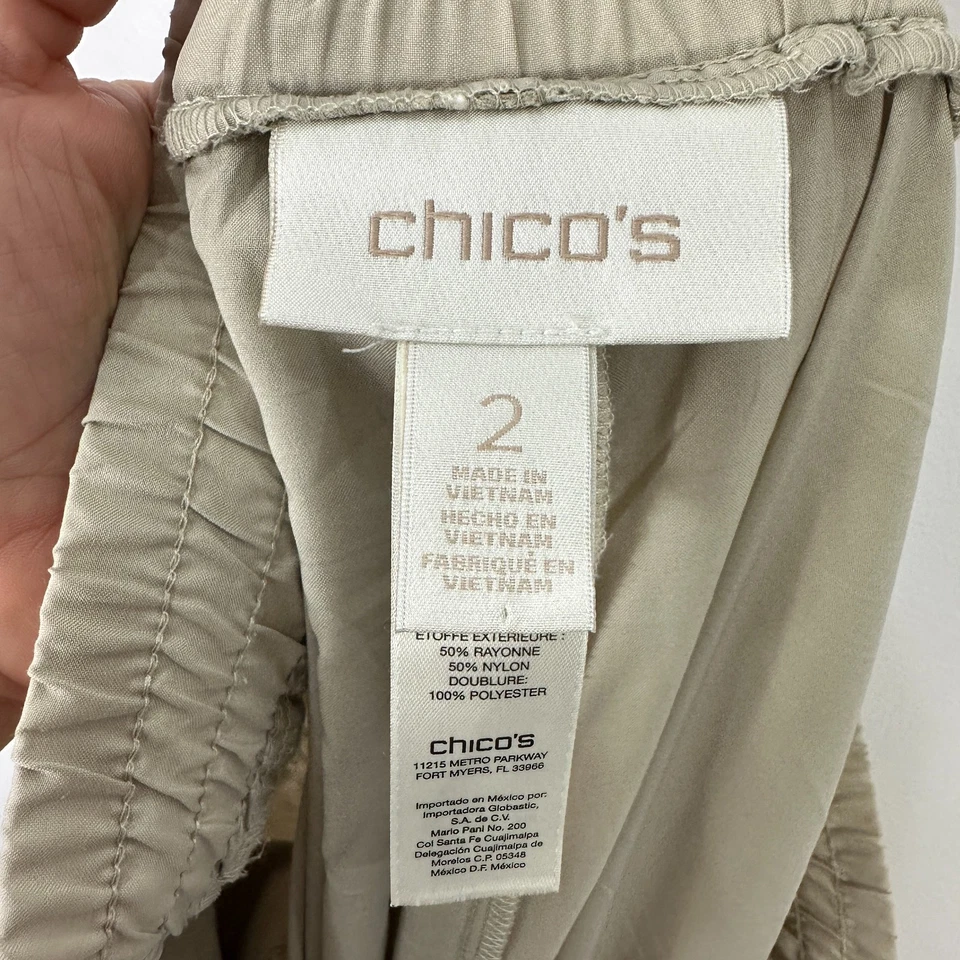 chico's
2
MADE IN
VIETNAM
HECHO EN
VIETNAM
FABRIQUÉ EN
VIETNAM
ETOFFE EXTERIEURE :
50% RAYONNE
50% NYLON
DOUBLURE:
100% POLYESTER
chico's
11215 METRO PARKWAY
FORT MYERS, FL 33966
Importado en México por:
Importadora Globastic,
S.A. de C.V.
Mario Pani No. 200
Col Santa Fe Cuajimalpa
Delegación Cuajimalpa de
Morelos C.P. 05348
México D.F. México